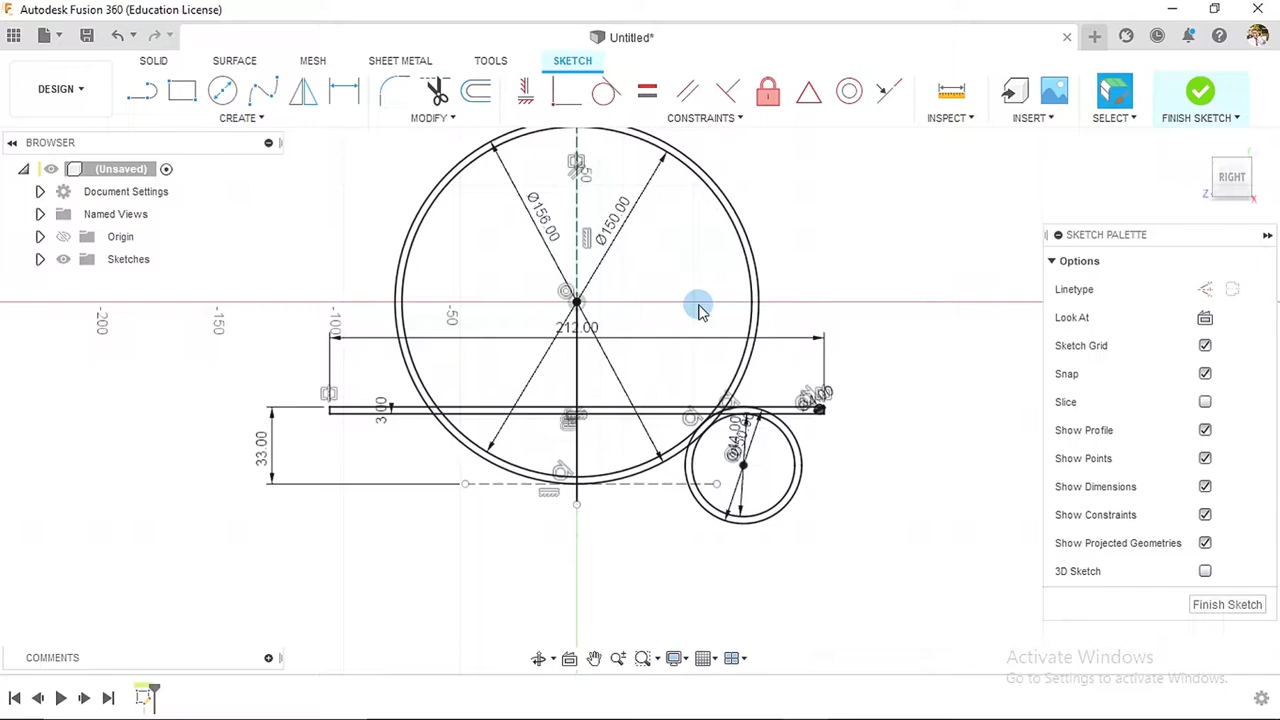 Autodesk Fusion 360 (Education License)
Untitled*
SOLID SURFACE MESH SHEET METAL TOOLS SKETCH
DESIGN
CREATE MODIFY CONSTRAINTS INSPECT INSERT SELECT FINISH SKETCH
BROWSER
(Unsaved)
Document Settings
Named Views
Origin
Sketches
RIGHT
Y
Z
X
SKETCH PALETTE
Options
Linetype
Look At
Sketch Grid
Snap
Slice
Show Profile
Show Points
Show Dimensions
Show Constraints
Show Projected Geometries
3D Sketch
Finish Sketch
50
Ø156.00
Ø150.00
-200
-150
-100
-50
212.00
3.00
33.00
COMMENTS
Activate Windows
Go to Settings to activate Windows.